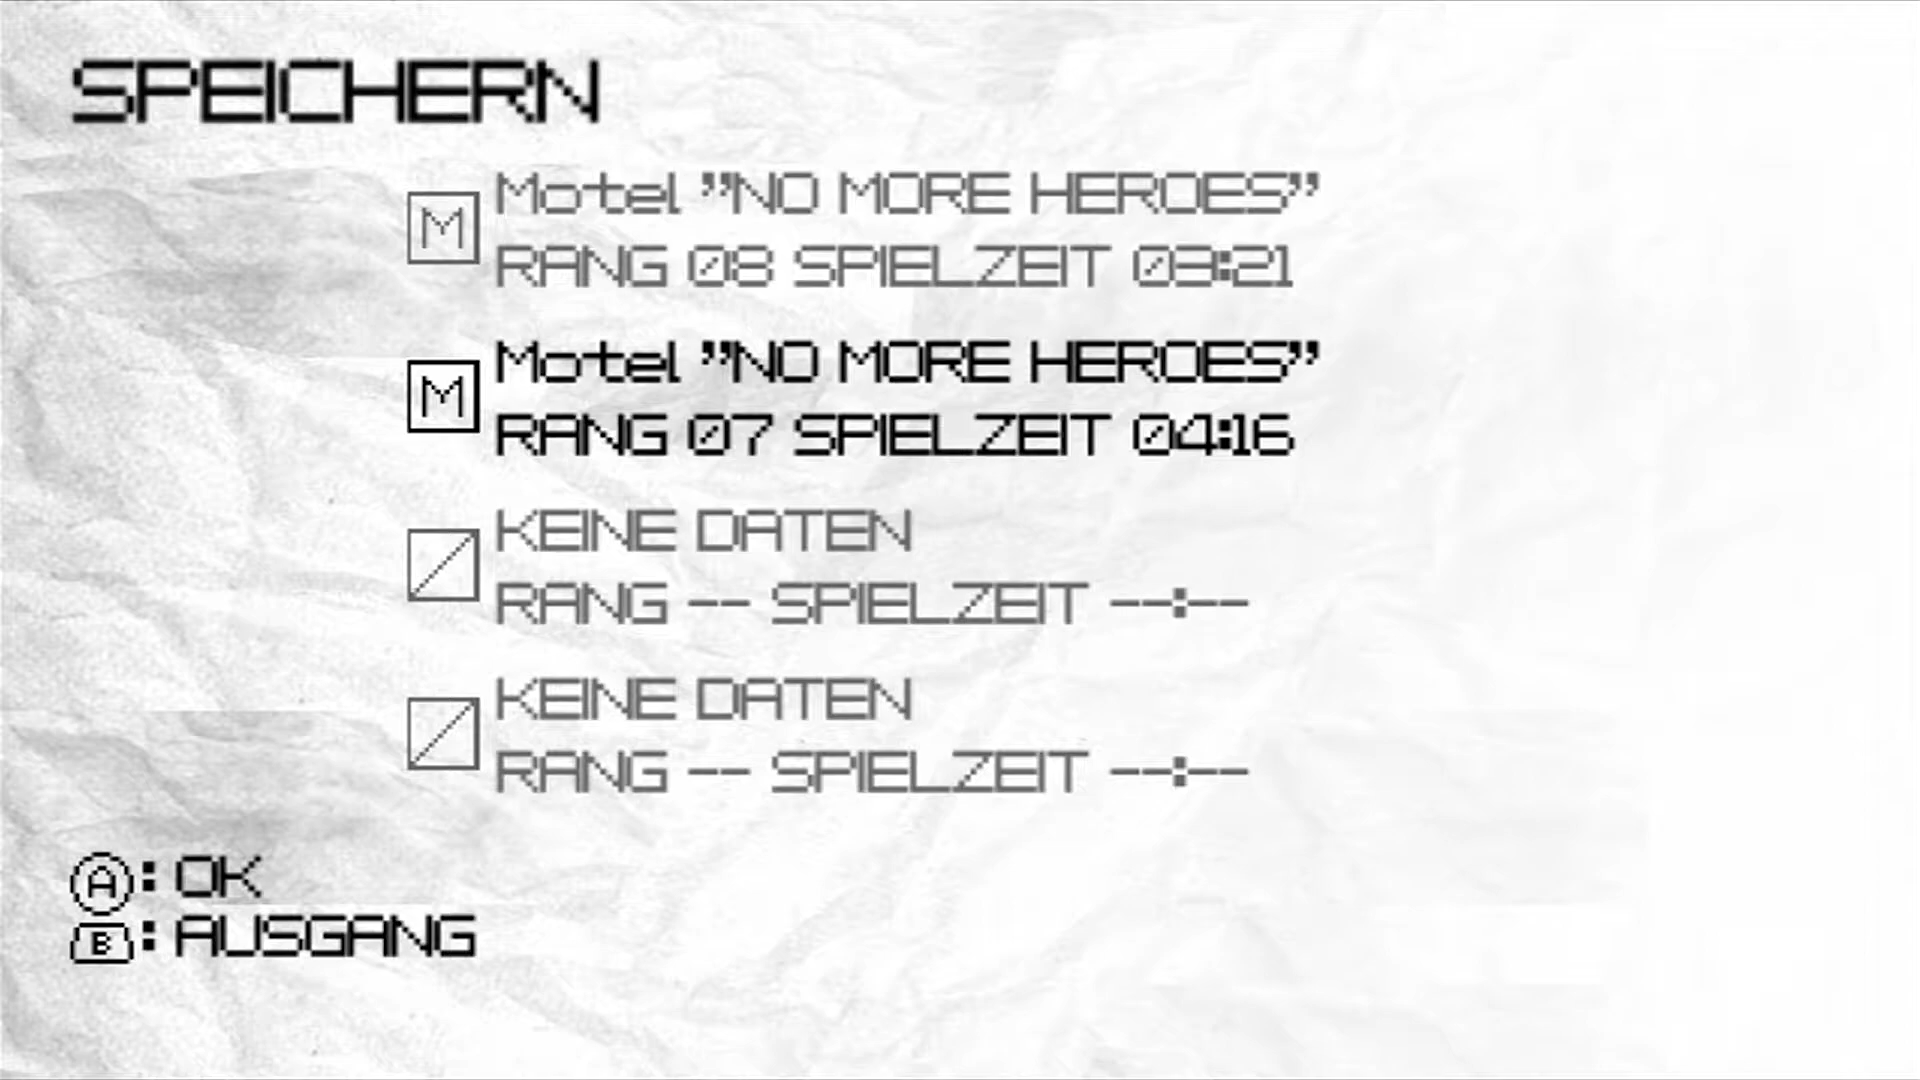 SPEICHERN
M Motel "NO MORE HEROES"
RANG 08 SPIELZEIT 03:21
M Motel "NO MORE HEROES"
RANG 07 SPIELZEIT 04:16
KEINE DATEN
RANG -- SPIELZEIT --:--
KEINE DATEN
RANG -- SPIELZEIT --:--
A: OK
B: AUSGANG